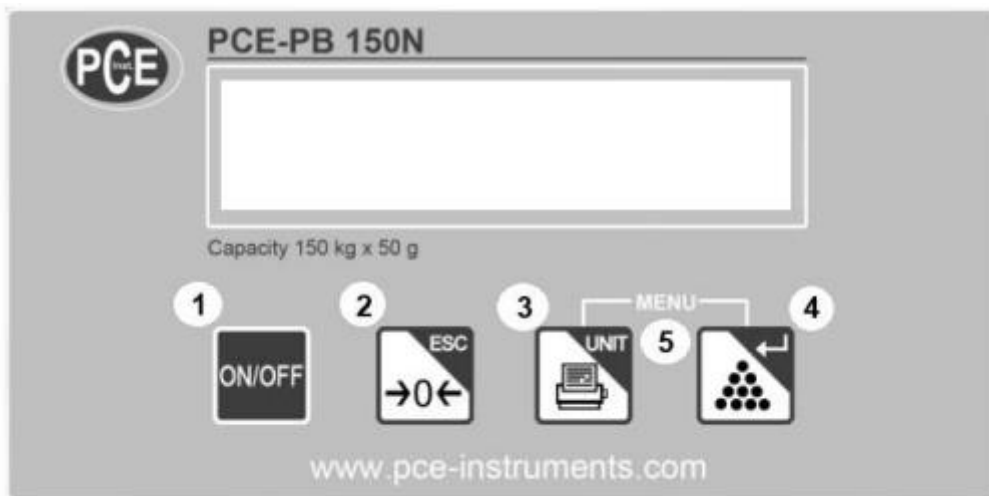 PCE
Inst.
PCE-PB 150N
Capacity 150 kg x 50 g
1 2 3 MENU 4
ON/OFF ESC →0← UNIT 5
www.pce-instruments.com